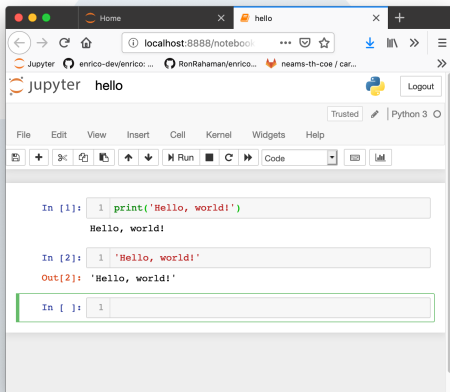 Home
hello
localhost:8888/notebook
Jupyter enrico-dev/enrico: ... RonRahaman/enrico... neams-th-coe / car...
jupyter hello Logout
Trusted Python 3
File Edit View Insert Cell Kernel Widgets Help
Run Code
In [1]: 1 print('Hello, world!')
Hello, world!
In [2]: 1 'Hello, world!'
Out[2]: 'Hello, world!'
In [ ]: 1